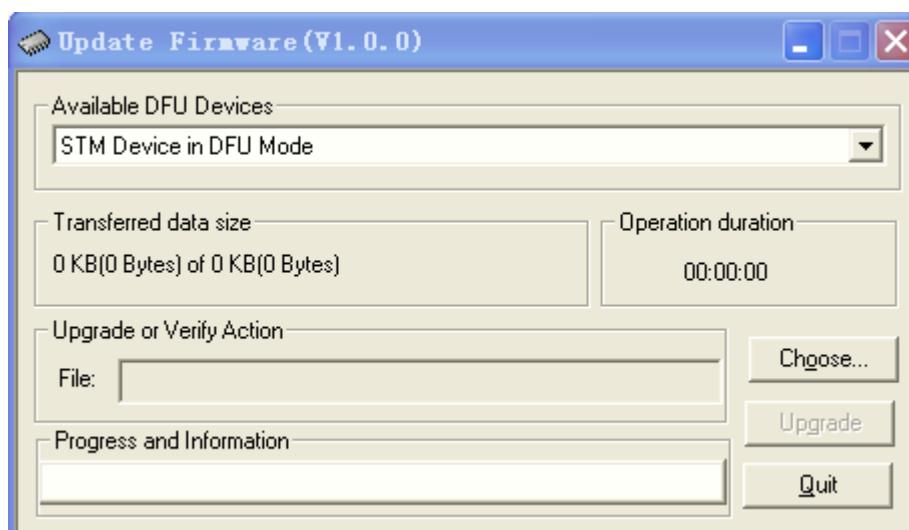 Update Firmware(V1.0.0)
Available DFU Devices
STM Device in DFU Mode
Transferred data size
0 KB(0 Bytes) of 0 KB(0 Bytes)
Operation duration
00:00:00
Upgrade or Verify Action
File:
Choose...
Upgrade
Progress and Information
Quit